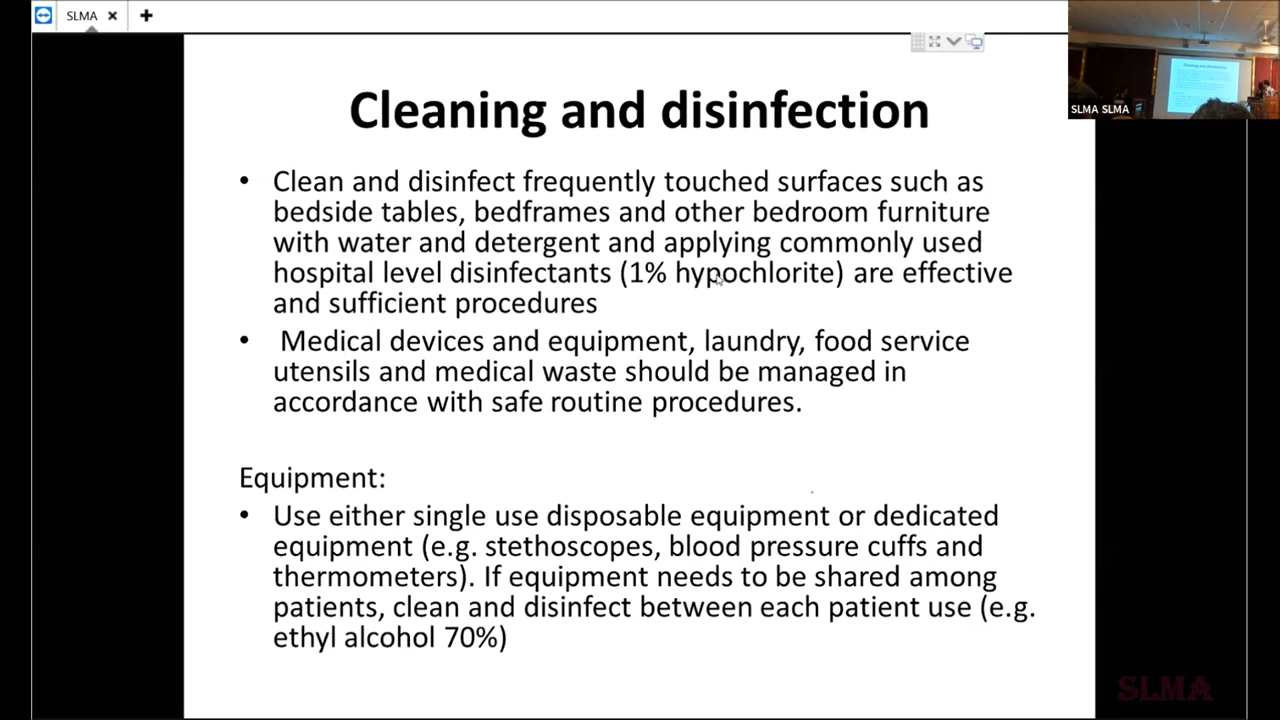 SLMA
SLMA SLMA
Cleaning and disinfection
• Clean and disinfect frequently touched surfaces such as
bedside tables, bedframes and other bedroom furniture
with water and detergent and applying commonly used
hospital level disinfectants (1% hypochlorite) are effective
and sufficient procedures
• Medical devices and equipment, laundry, food service
utensils and medical waste should be managed in
accordance with safe routine procedures.
Equipment:
• Use either single use disposable equipment or dedicated
equipment (e.g. stethoscopes, blood pressure cuffs and
thermometers). If equipment needs to be shared among
patients, clean and disinfect between each patient use (e.g.
ethyl alcohol 70%)
SLMA